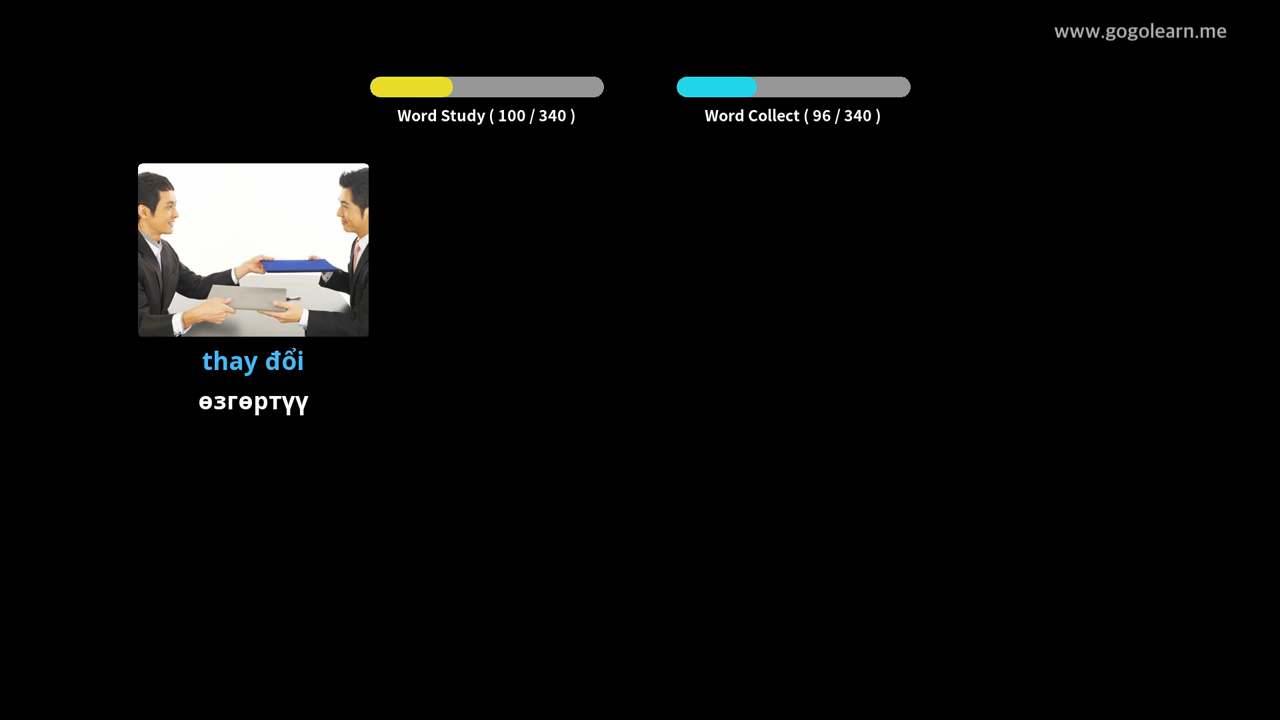 www.gogolearn.me
Word Study ( 100 / 340 )
Word Collect ( 96 / 340 )
thay đổi
өзгөртүү